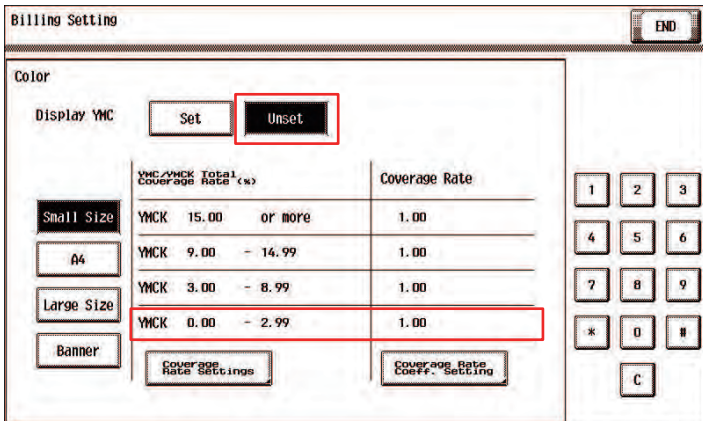 Billing Setting
END
Color
Display YMC
Set
Unset
YMC/YMCK Total
Coverage Rate (%)
Coverage Rate
Small Size
A4
Large Size
Banner
YMCK 15.00 or more 1.00
YMCK 9.00 - 14.99 1.00
YMCK 3.00 - 8.99 1.00
YMCK 0.00 - 2.99 1.00
Coverage
Rate Settings
Coverage Rate
Coeff. Setting
1 2 3
4 5 6
7 8 9
* 0 #
C